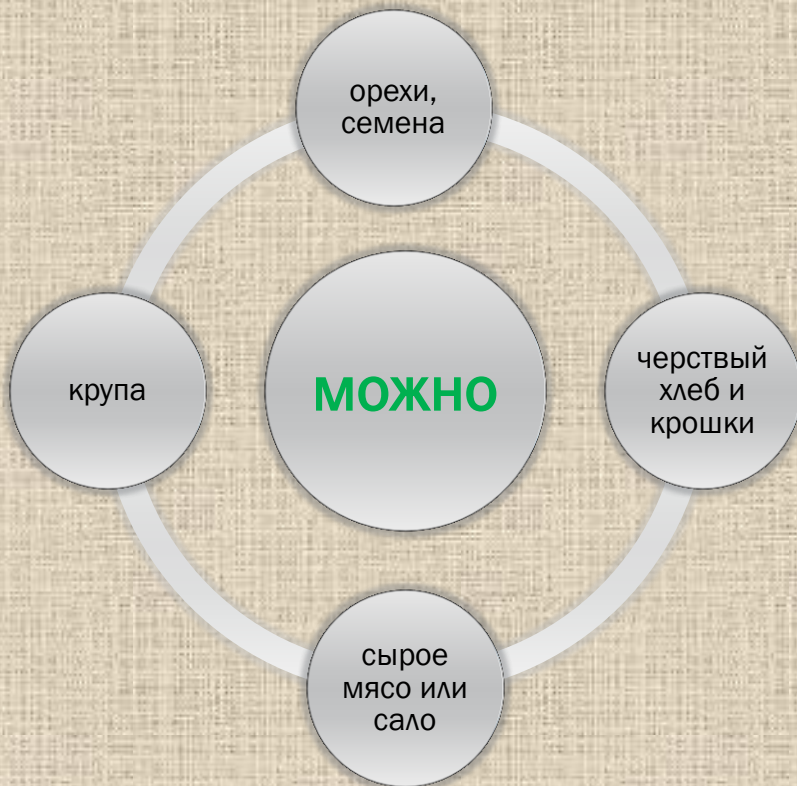 орехи,
семена
крупа
МОЖНО
черствый
хлеб и
крошки
сырое
мясо или
сало